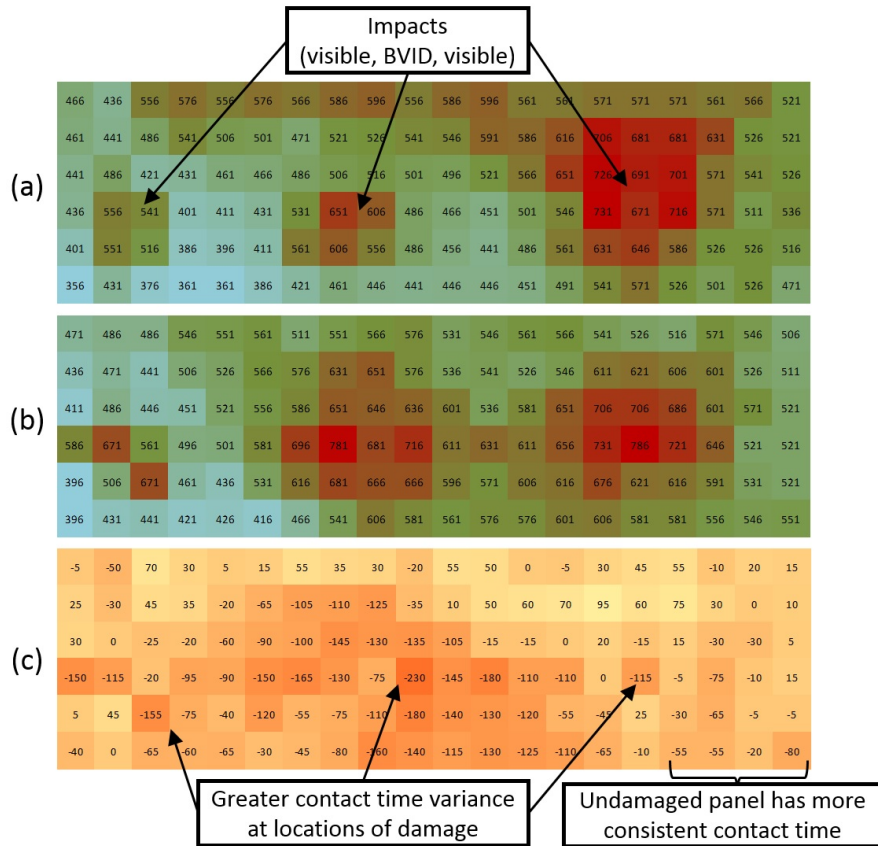 Impacts
(visible, BVID, visible)
(a)
466 436 556 576 556 576 566 586 596 556 586 596 561 561 571 571 571 561 566 521
461 441 486 541 506 501 471 521 526 541 546 591 586 616 706 681 681 631 526 521
441 486 421 431 461 466 486 506 516 501 496 521 566 651 726 691 701 571 541 526
436 556 541 401 411 431 531 651 606 486 466 451 501 546 731 671 716 571 511 536
401 551 516 386 396 411 561 606 556 486 456 441 486 561 631 646 586 526 526 516
356 431 376 361 361 386 421 461 446 441 446 446 451 491 541 571 526 501 526 471
(b)
471 486 486 546 551 561 511 551 566 576 531 546 561 566 541 526 516 571 546 506
436 471 441 506 526 566 576 631 651 576 536 541 526 546 611 621 606 601 526 511
411 486 446 451 521 556 586 651 646 636 601 536 581 651 706 706 686 601 571 521
586 671 561 496 501 581 696 781 681 716 611 631 611 656 731 786 721 646 521 521
396 506 671 461 436 531 616 681 666 666 596 571 606 616 676 621 616 591 531 521
396 431 441 421 426 416 466 541 606 581 561 576 576 601 606 581 581 556 546 551
(c)
-5 -50 70 30 5 15 55 35 30 -20 55 50 0 -5 30 45 55 -10 20 15
25 -30 45 35 -20 -65 -105 -110 -125 -35 10 50 60 70 95 60 75 30 0 10
30 0 -25 -20 -60 -90 -100 -145 -130 -135 -105 -15 -15 0 20 -15 15 -30 -30 5
-150 -115 -20 -95 -90 -150 -165 -130 -75 -230 -145 -180 -110 -110 0 -115 -5 -75 -10 15
5 45 -155 -75 -40 -120 -55 -75 -110 -180 -140 -130 -120 -55 -45 25 -30 -65 -5 -5
-40 0 -65 -60 -65 -30 -45 -80 -160 -140 -115 -130 -125 -110 -65 -10 -55 -55 -20 -80
Greater contact time variance
at locations of damage
Undamaged panel has more
consistent contact time